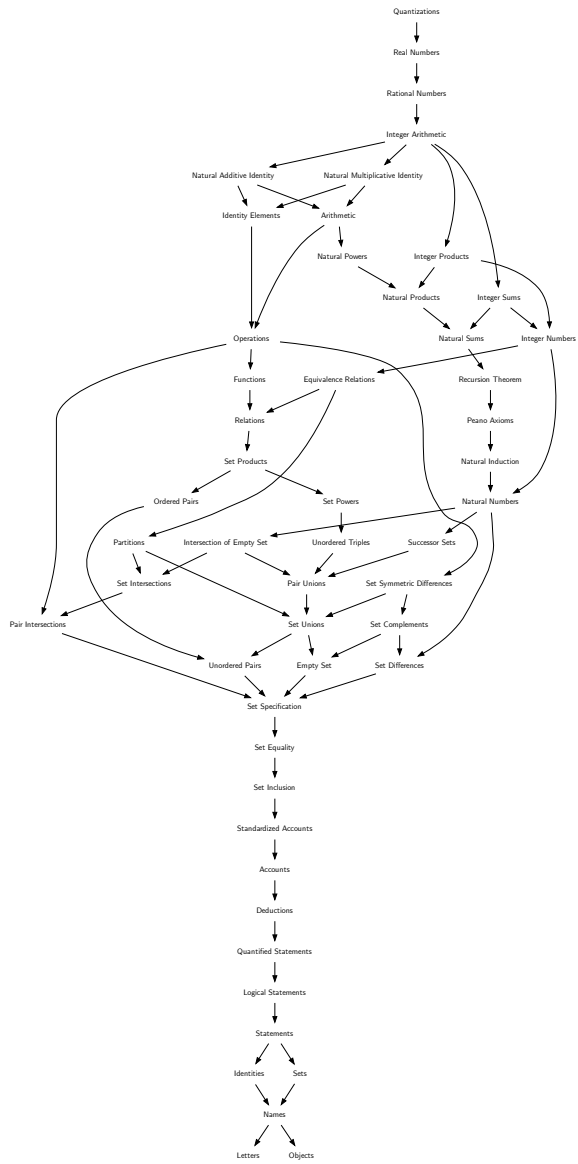 Quantizations
Real Numbers
Rational Numbers
Integer Arithmetic
Natural Additive Identity
Natural Multiplicative Identity
Identity Elements
Arithmetic
Natural Powers
Integer Products
Natural Products
Integer Sums
Operations
Natural Sums
Integer Numbers
Functions
Equivalence Relations
Recursion Theorem
Relations
Peano Axioms
Set Products
Natural Induction
Ordered Pairs
Set Powers
Natural Numbers
Partitions
Intersection of Empty Set
Unordered Triples
Successor Sets
Set Intersections
Pair Unions
Set Symmetric Differences
Pair Intersections
Set Unions
Set Complements
Unordered Pairs
Empty Set
Set Differences
Set Specification
Set Equality
Set Inclusion
Standardized Accounts
Accounts
Deductions
Quantified Statements
Logical Statements
Statements
Identities
Sets
Names
Letters
Objects